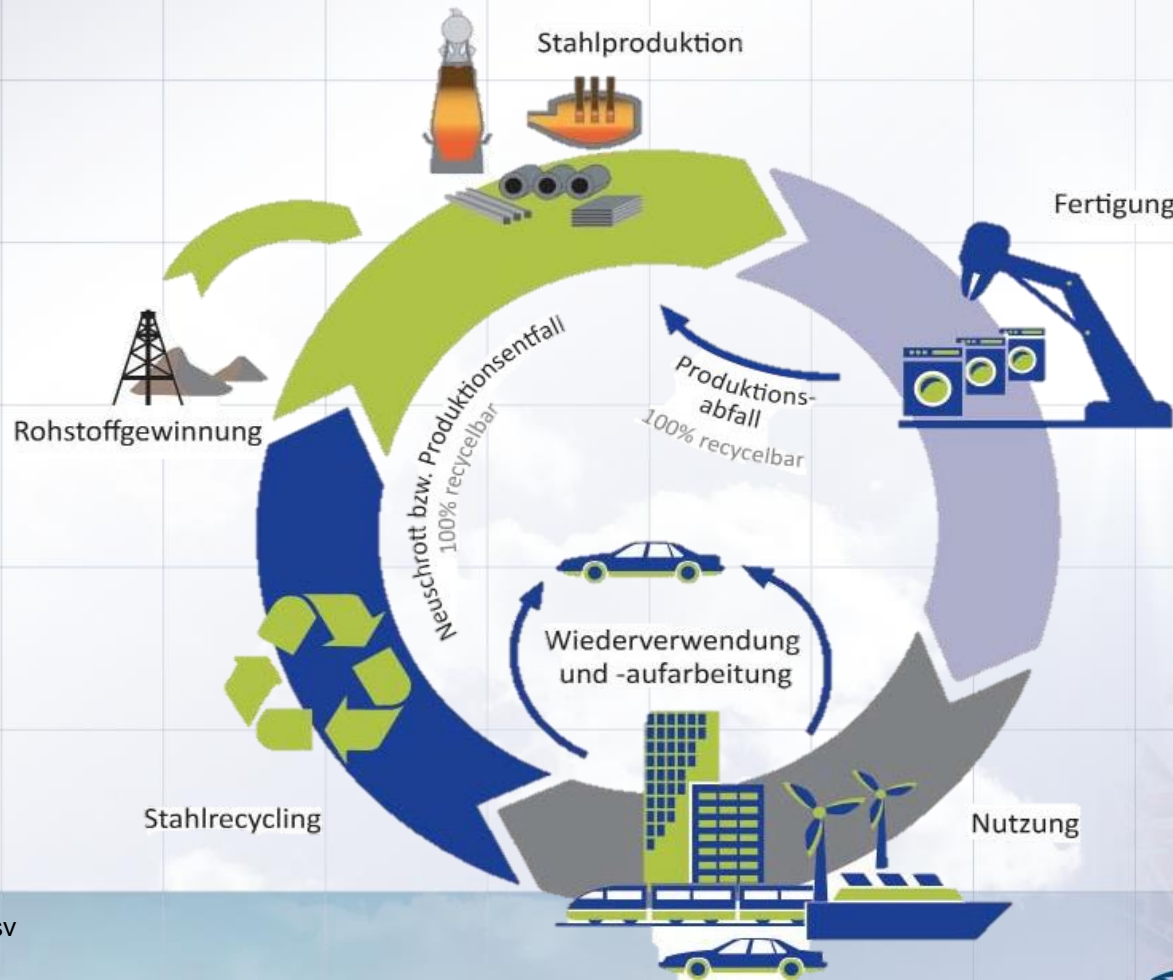 Stahlproduktion
Fertigung
Rohstoffgewinnung
Neuschrott bzw. Produktionsentfall
100% recycelbar
Produktions-
abfall
100% recycelbar
Wiederverwendung
und -aufarbeitung
Stahlrecycling
Nutzung